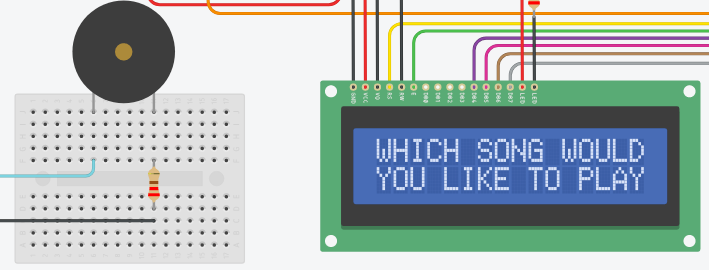 GND VCC V0 RS RW E DB0 DB1 DB2 DB3 DB4 DB5 DB6 DB7 LED LED
WHICH SONG WOULD
YOU LIKE TO PLAY